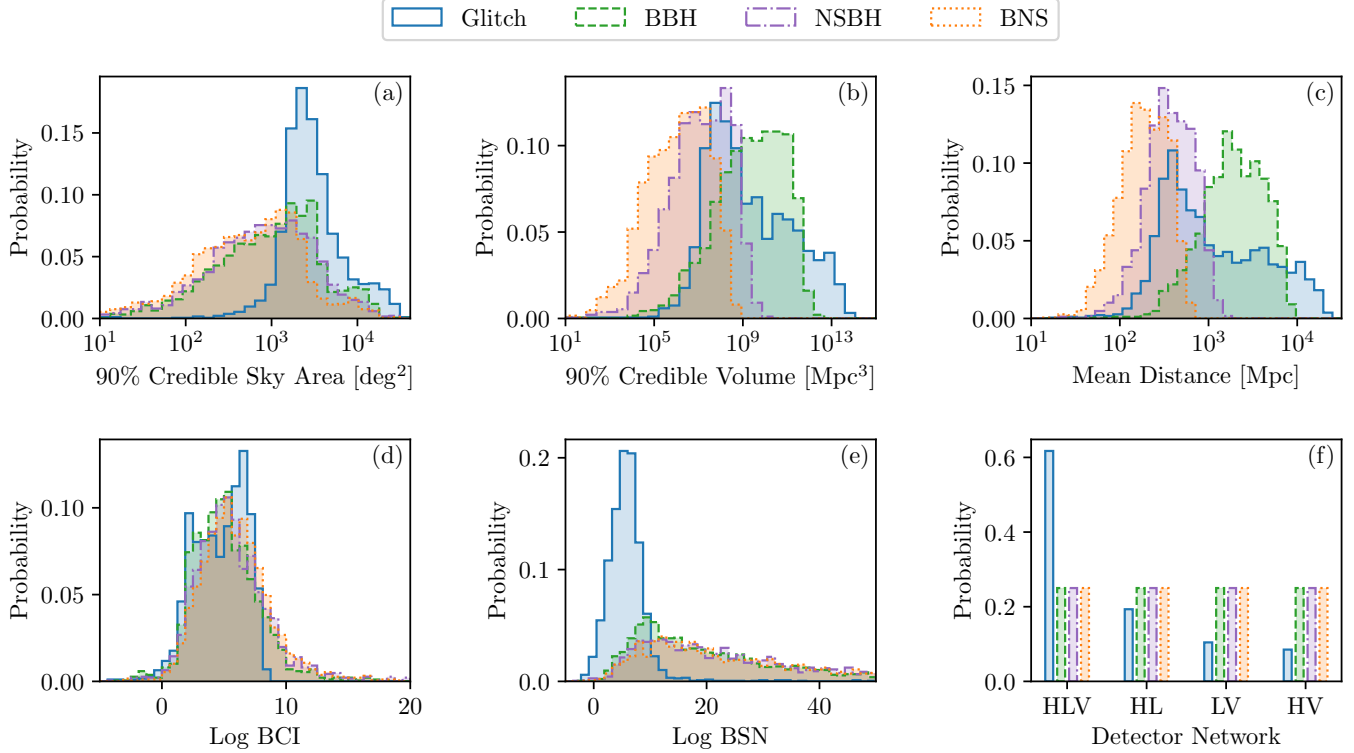 Glitch BBH NSBH BNS
(a) (b) (c)
Probability Probability Probability
0.15 0.10 0.05 0.00
0.10 0.05 0.00
0.15 0.10 0.05 0.00
10^1 10^2 10^3 10^4
10^1 10^5 10^9 10^13
10^1 10^2 10^3 10^4
90% Credible Sky Area [deg^2]
90% Credible Volume [Mpc^3]
Mean Distance [Mpc]
(d) (e) (f)
Probability Probability Probability
0.10 0.05 0.00
0.2 0.1 0.0
0.6 0.4 0.2 0.0
0 10 20
0 20 40
HLV HL LV HV
Log BCI
Log BSN
Detector Network